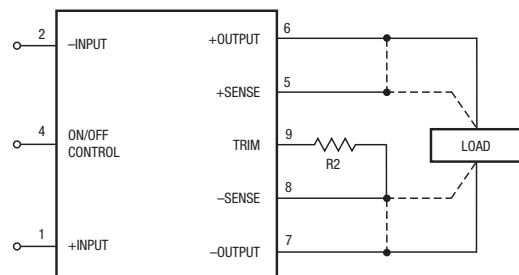 2
–INPUT
4
ON/OFF
CONTROL
1
+INPUT
+OUTPUT
6
+SENSE
5
TRIM
9
R2
–SENSE
8
–OUTPUT
7
LOAD